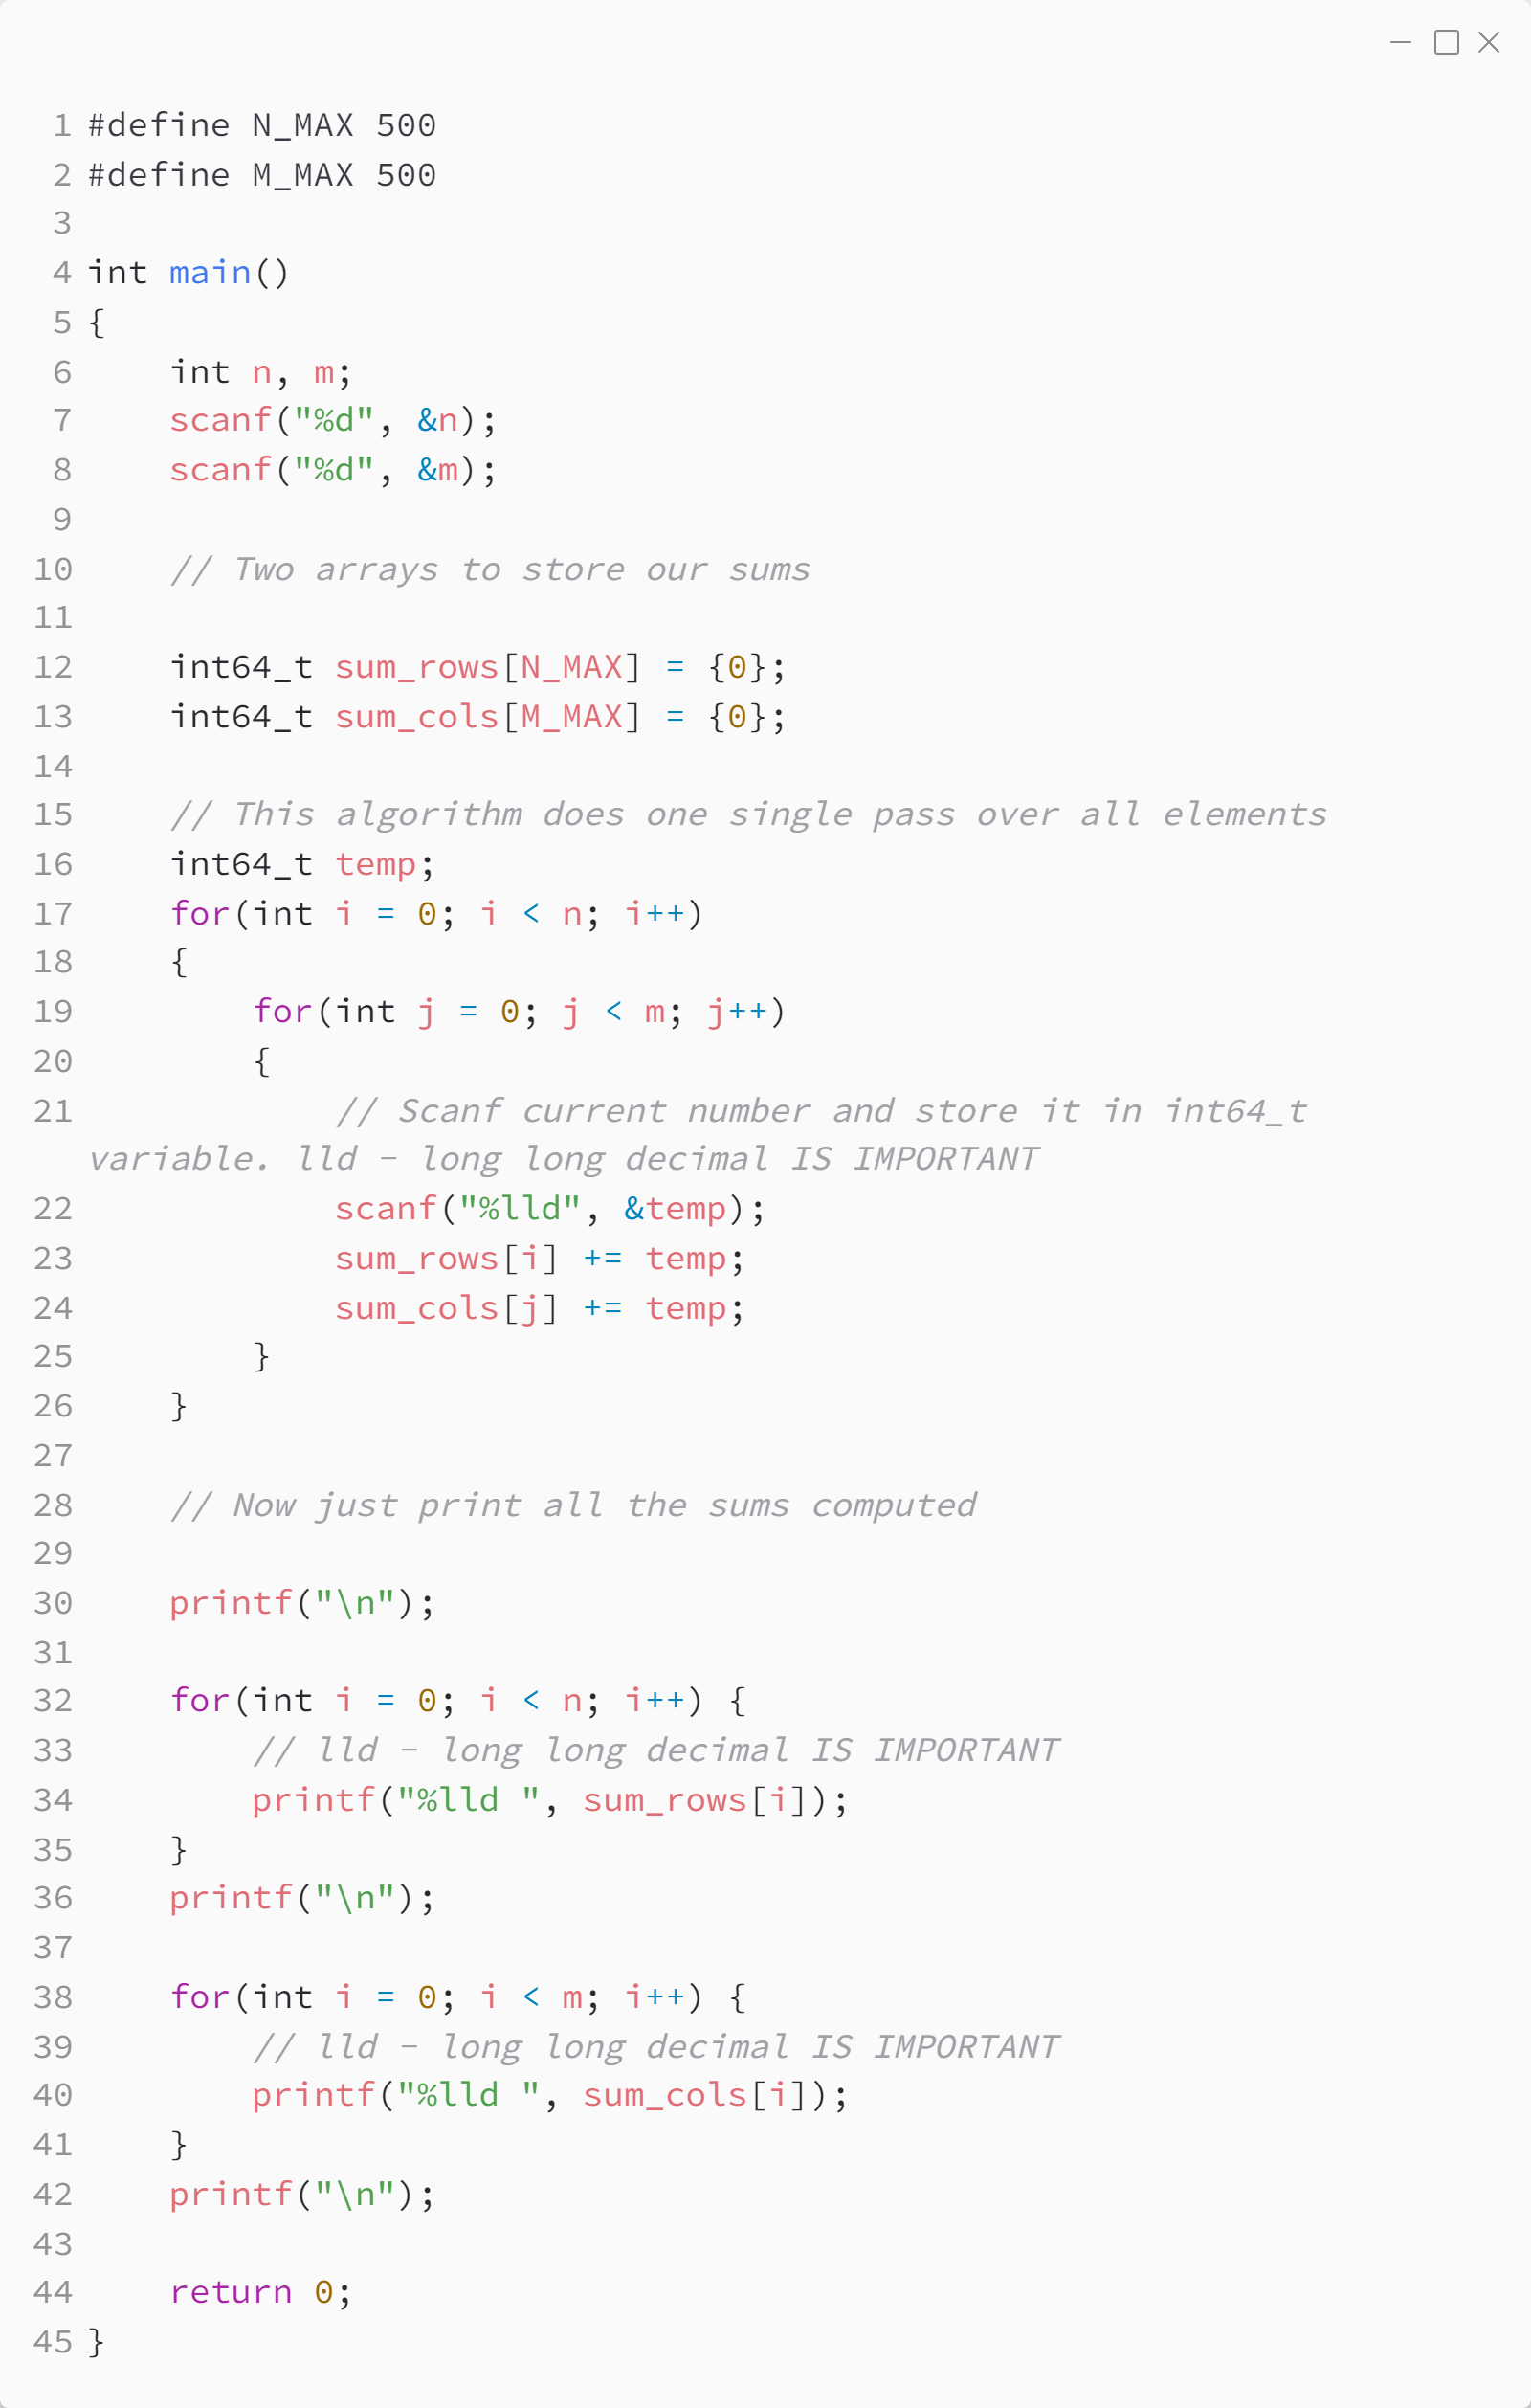 1 #define N_MAX 500
2 #define M_MAX 500
3
4 int main()
5 {
6     int n, m;
7     scanf("%d", &n);
8     scanf("%d", &m);
9
10     // Two arrays to store our sums
11
12     int64_t sum_rows[N_MAX] = {0};
13     int64_t sum_cols[M_MAX] = {0};
14
15     // This algorithm does one single pass over all elements
16     int64_t temp;
17     for(int i = 0; i < n; i++)
18     {
19         for(int j = 0; j < m; j++)
20         {
21             // Scanf current number and store it in int64_t
variable. lld - long long decimal IS IMPORTANT
22             scanf("%lld", &temp);
23             sum_rows[i] += temp;
24             sum_cols[j] += temp;
25         }
26     }
27
28     // Now just print all the sums computed
29
30     printf("\n");
31
32     for(int i = 0; i < n; i++) {
33         // lld - long long decimal IS IMPORTANT
34         printf("%lld ", sum_rows[i]);
35     }
36     printf("\n");
37
38     for(int i = 0; i < m; i++) {
39         // lld - long long decimal IS IMPORTANT
40         printf("%lld ", sum_cols[i]);
41     }
42     printf("\n");
43
44     return 0;
45 }